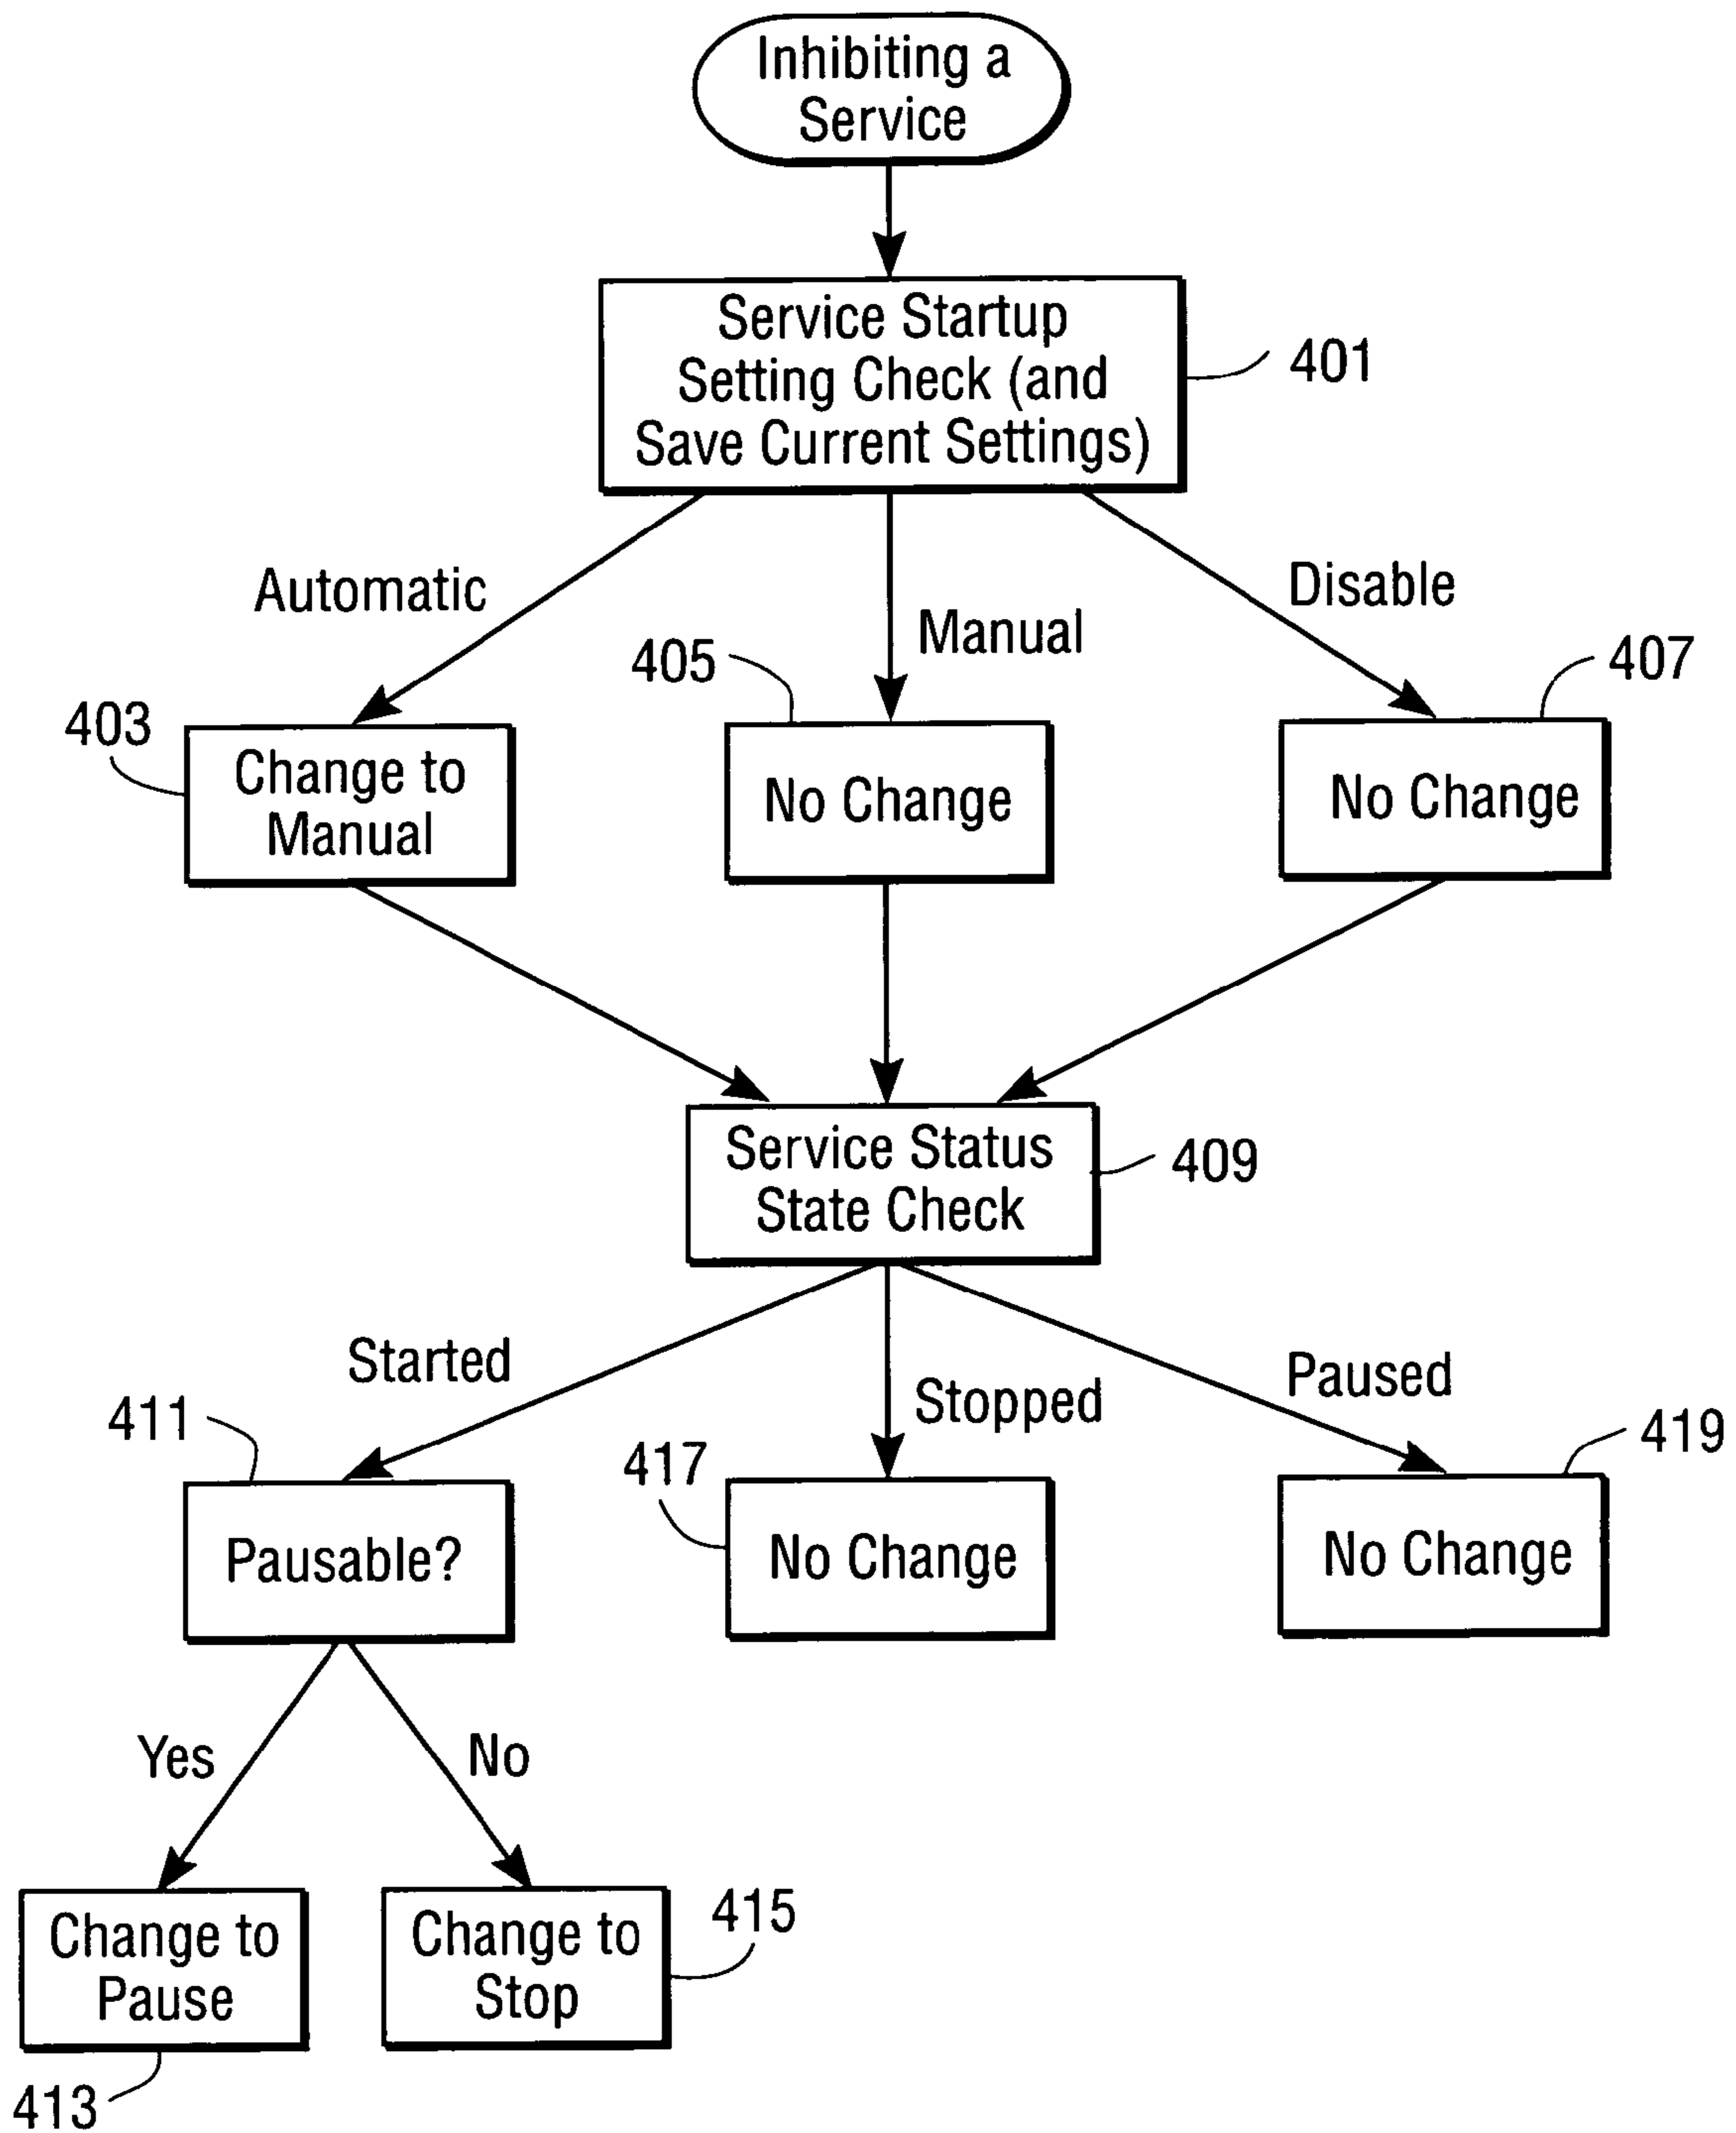 Inhibiting a
Service
Service Startup
Setting Check (and
Save Current Settings)
401
Automatic
Manual
Disable
403
405
407
Change to
Manual
No Change
No Change
Service Status
State Check
409
Started
Stopped
Paused
411
417
419
Pausable?
No Change
No Change
Yes
No
Change to
Pause
Change to
Stop
415
413